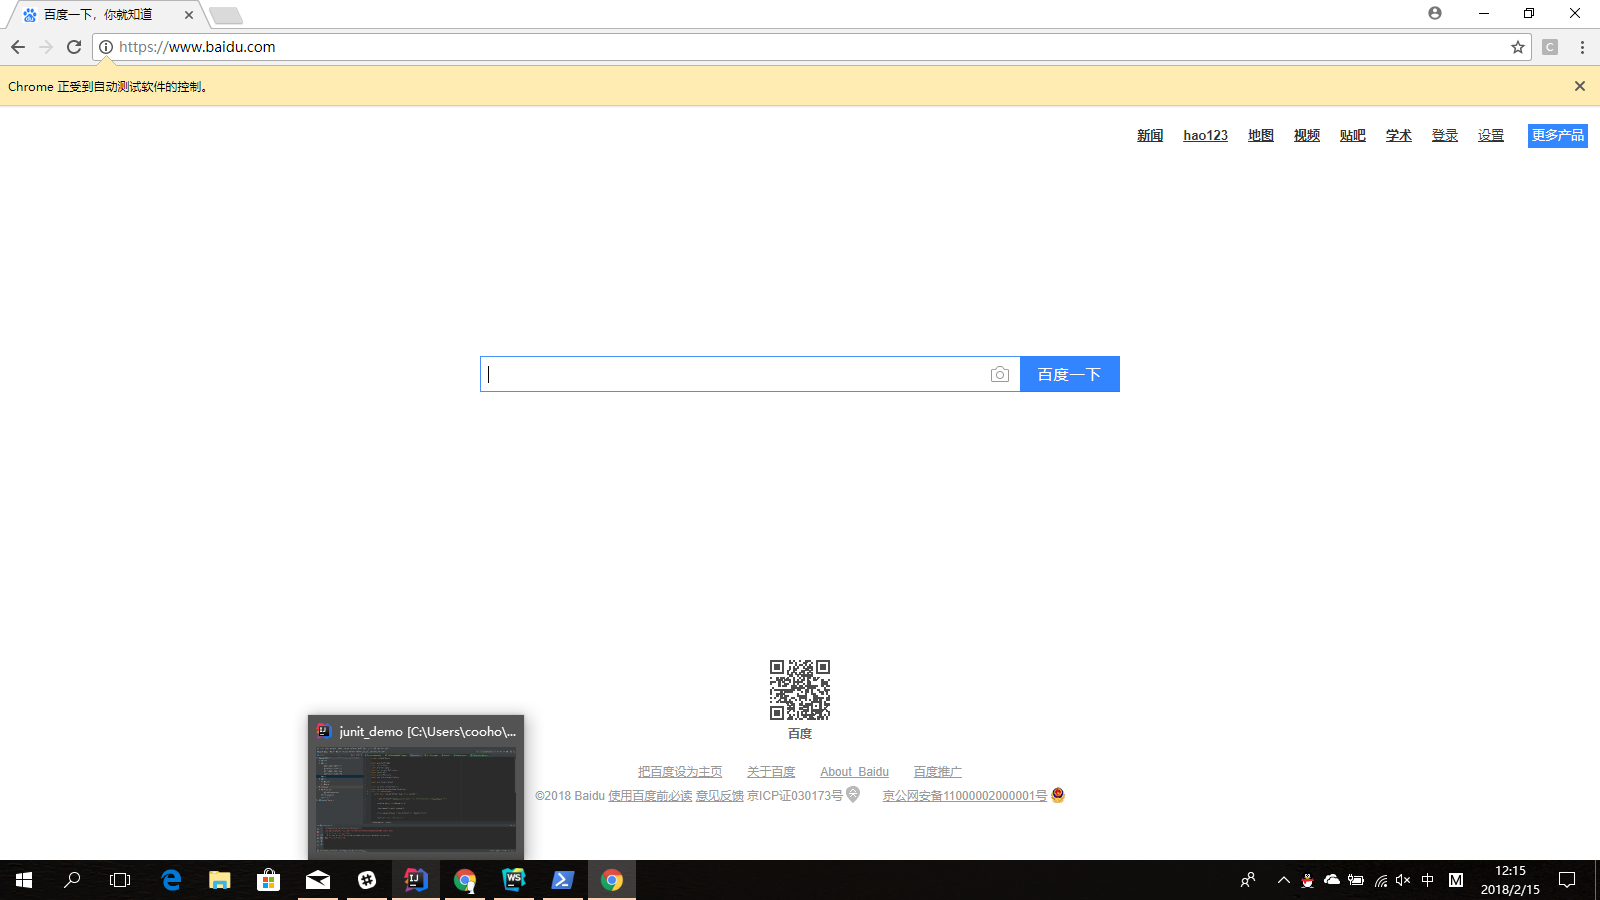 百度一下，你就知道
https://www.baidu.com
C
Chrome 正受到自动测试软件的控制。
新闻 hao123 地图 视频 贴吧 学术 登录 设置 更多产品
百度一下
百度
junit_demo [C:\Users\cooho\...
把百度设为主页 关于百度 About Baidu 百度推广
©2018 Baidu 使用百度前必读 意见反馈 京ICP证030173号 京公网安备11000002000001号
IJ
WS
中
M
12:15
2018/2/15